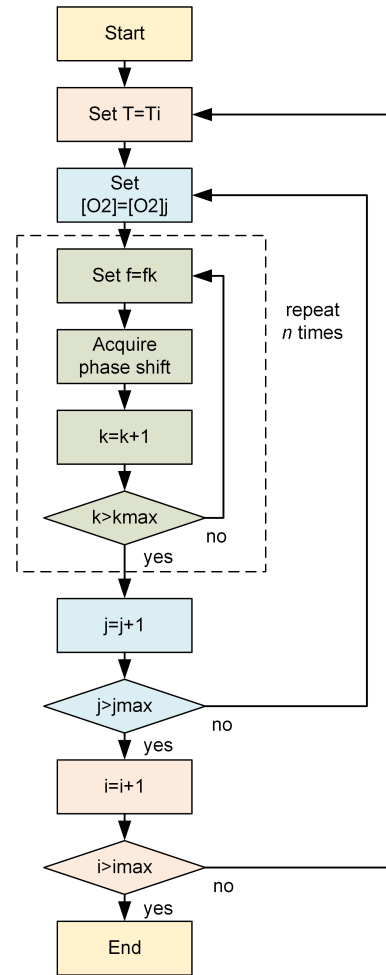 Start
Set T=Ti
Set
[O2]=[O2]j
Set f=fk
repeat
n times
Acquire
phase shift
k=k+1
k>kmax
no
yes
j=j+1
j>jmax
no
yes
i=i+1
i>imax
no
yes
End